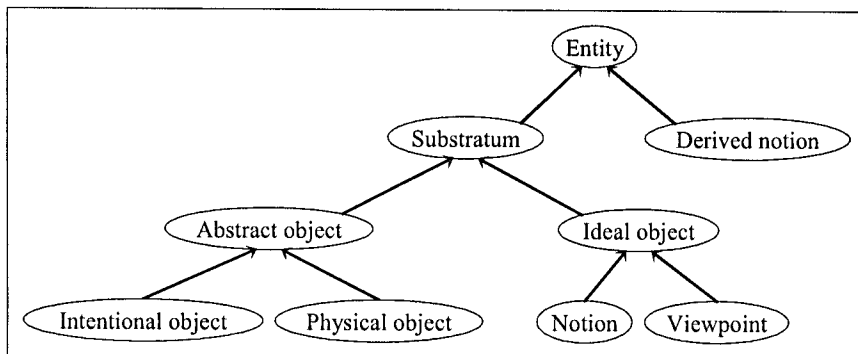 Entity
Substratum
Derived notion
Abstract object
Ideal object
Intentional object
Physical object
Notion
Viewpoint